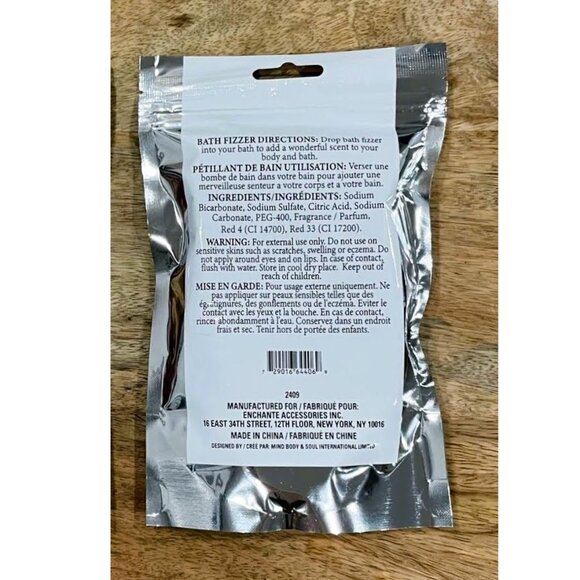 BATH FIZZER DIRECTIONS: Drop bath fizzer
into your bath to add a wonderful scent to your
body and bath.
PÉTILLANT DE BAIN UTILISATION: Verser une
bombe de bain dans votre bain pour ajouter une
merveilleuse senteur a votre corps et a votre bain.
INGREDIENTS/INGRÉDIENTS: Sodium
Bicarbonate, Sodium Sulfate, Citric Acid, Sodium
Carbonate, PEG-400, Fragrance / Parfum,
Red 4 (CI 14700), Red 33 (CI 17200).
WARNING: For external use only. Do not use on
sensitive skins such as scratches, swelling or eczema. Do
not apply around eyes and on lips. In case of contact,
flush with water. Store in cool dry place. Keep out of
reach of children.
MISE EN GARDE: Pour usage externe uniquement. Ne
pas appliquer sur peaux sensibles telles que des
égratignures, des gonflements ou de l'eczéma. Eviter le
contact avec les yeux et la bouche. En cas de contact,
rincer abondamment à l'eau. Conservez dans un endroit
frais et sec. Tenir hors de portée des enfants.
7 29016 64406 9
2409
MANUFACTURED FOR / FABRIQUÉ POUR:
ENCHANTE ACCESSORIES INC.
16 EAST 34TH STREET, 12TH FLOOR, NEW YORK, NY 10016
MADE IN CHINA / FABRIQUÉ EN CHINE
DESIGNED BY / CREE PAR: MIND BODY & SOUL INTERNATIONAL LIMITED